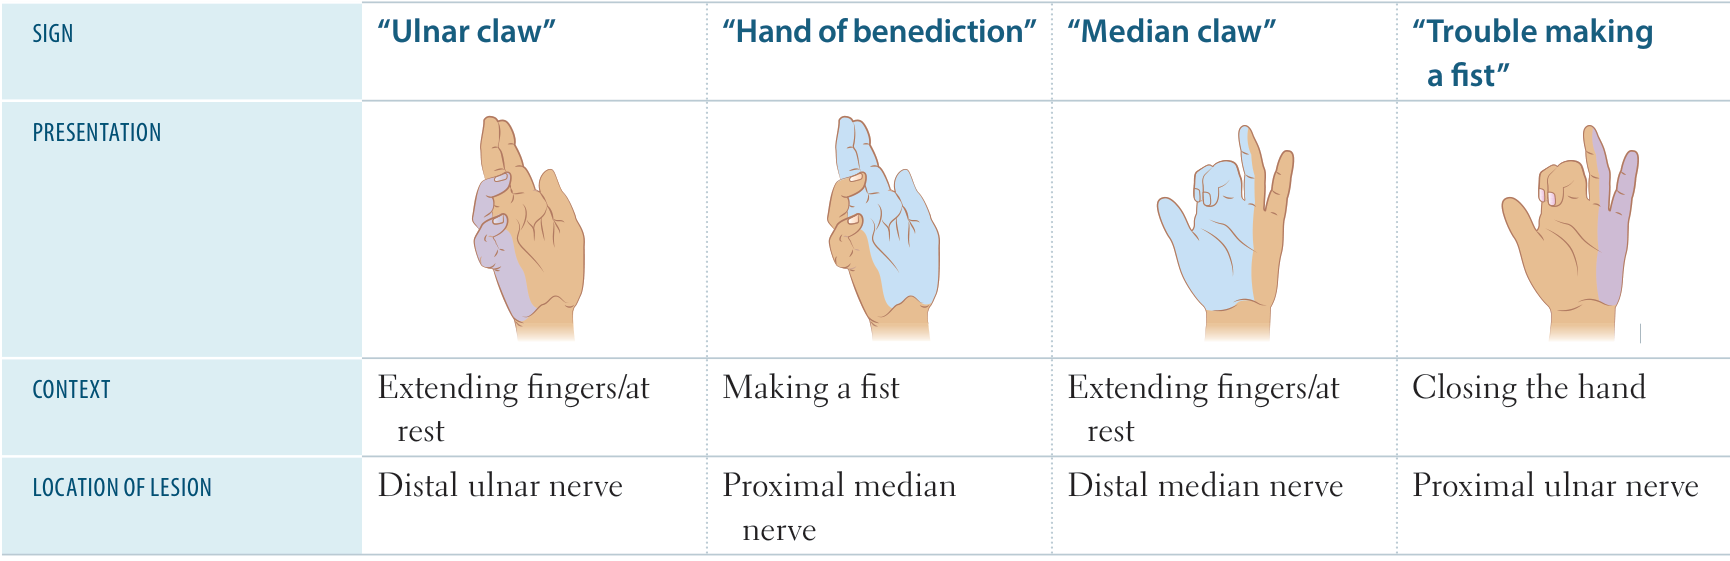 SIGN
“Ulnar claw”
“Hand of benediction”
“Median claw”
“Trouble making
a fist”
PRESENTATION
CONTEXT
Extending fingers/at
rest
Making a fist
Extending fingers/at
rest
Closing the hand
LOCATION OF LESION
Distal ulnar nerve
Proximal median
nerve
Distal median nerve
Proximal ulnar nerve